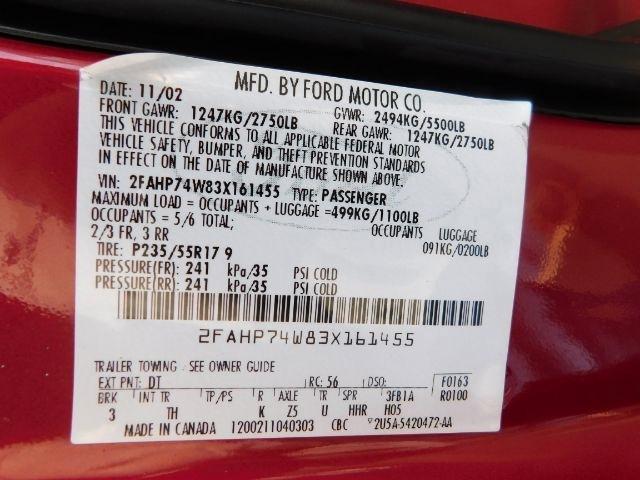 MFD. BY FORD MOTOR CO.
DATE: 11/02 GVWR: 2494KG/5500LB
FRONT GAWR: 1247KG/2750LB REAR GAWR: 1247KG/2750LB
THIS VEHICLE CONFORMS TO ALL APPLICABLE FEDERAL MOTOR
VEHICLE SAFETY, BUMPER, AND THEFT PREVENTION STANDARDS
IN EFFECT ON THE DATE OF MANUFACTURE SHOWN ABOVE.
VIN: 2FAHP74W83X161455 TYPE: PASSENGER
MAXIMUM LOAD = OCCUPANTS + LUGGAGE = 499KG/1100LB
OCCUPANTS = 5/6 TOTAL; OCCUPANTS LUGGAGE
2/3 FR, 3 RR 091KG/0200LB
TIRE: P235/55R17 9
PRESSURE(FR) 241 kPa/35 PSI COLD
PRESSURE(RR) 241 kPa/35 PSI COLD
2FAHP74W83X161455
TRAILER TOWING - SEE OWNER GUIDE
EXT PNT: DT RC: 56 DSO: F0163
BRK INT TR TP/PS R AXLE TR SPR 3FB1A R0100
3 TH K Z5 U HHR H05
MADE IN CANADA 1200211040303 CBC 2U5A-5420472-AA